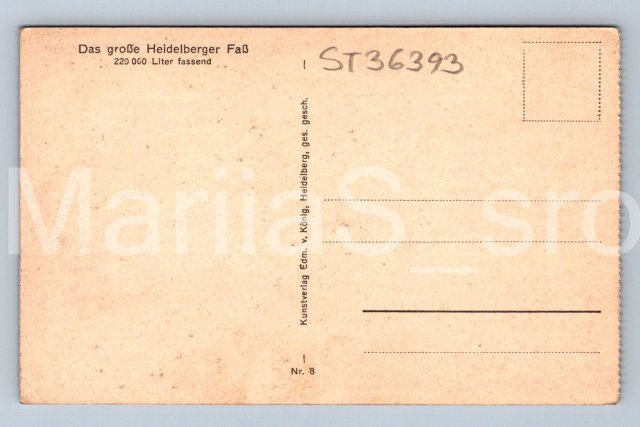 Das große Heidelberger Faß
220 000 Liter fassend
ST36393
Kunstverlag Edm. v. König, Heidelberg, ges. gesch.
Nr. 8
MariiaS_sro